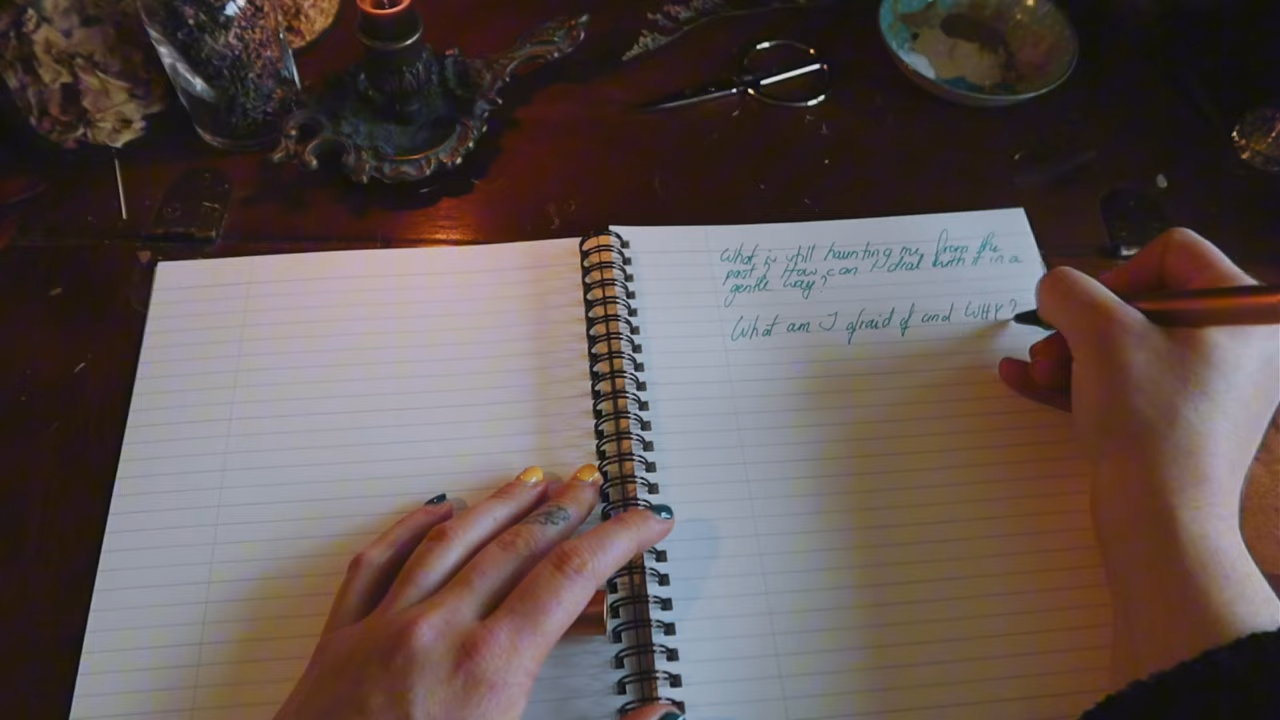 What is still haunting me from the
past? How can I deal with it in a
gentle way?
What am I afraid of and WHY?